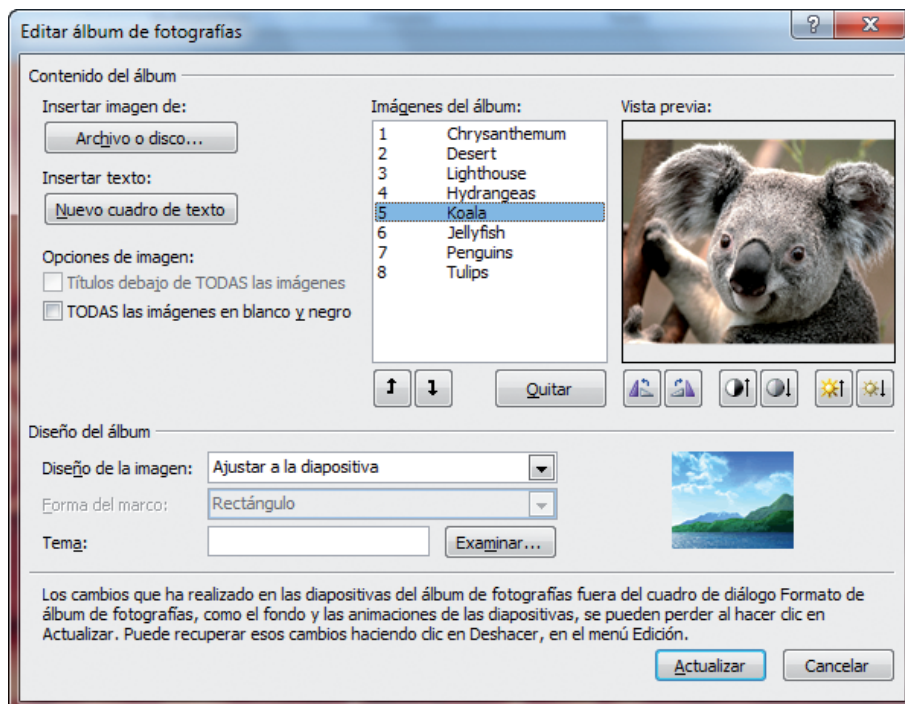 Editar álbum de fotografías
Contenido del álbum
Insertar imagen de:
Archivo o disco...
Insertar texto:
Nuevo cuadro de texto
Opciones de imagen:
Títulos debajo de TODAS las imágenes
TODAS las imágenes en blanco y negro
Imágenes del álbum:
1 Chrysanthemum
2 Desert
3 Lighthouse
4 Hydrangeas
5 Koala
6 Jellyfish
7 Penguins
8 Tulips
Quitar
Vista previa:
Diseño del álbum
Diseño de la imagen: Ajustar a la diapositiva
Forma del marco: Rectángulo
Tema: Examinar...
Los cambios que ha realizado en las diapositivas del álbum de fotografías fuera del cuadro de diálogo Formato de
álbum de fotografías, como el fondo y las animaciones de las diapositivas, se pueden perder al hacer clic en
Actualizar. Puede recuperar esos cambios haciendo clic en Deshacer, en el menú Edición.
Actualizar Cancelar